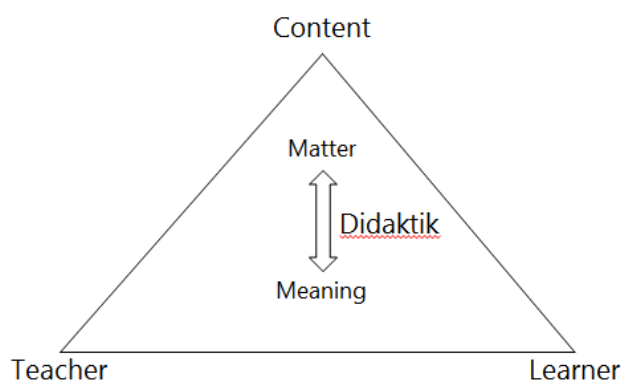 Content
Matter
Didaktik
Meaning
Teacher
Learner